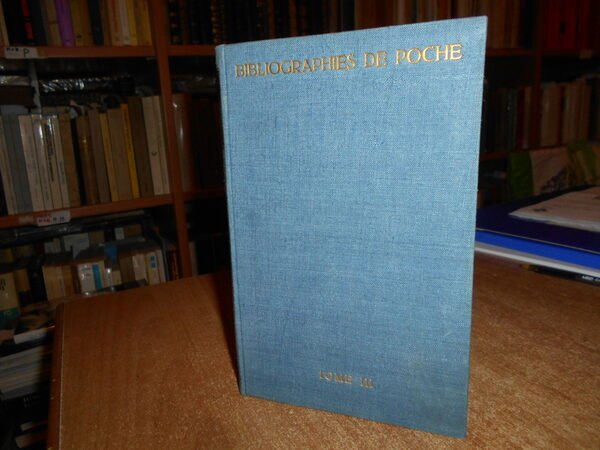 BIBLIOGRAPHIES DE POCHE
TOME III